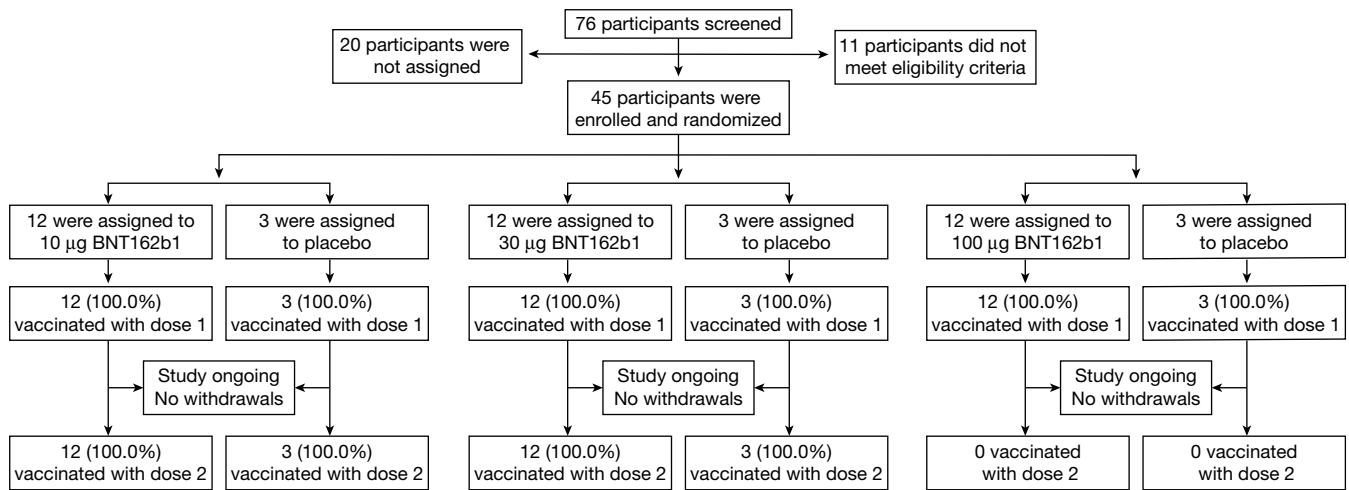 76 participants screened
20 participants were
not assigned
11 participants did not
meet eligibility criteria
45 participants were
enrolled and randomized
12 were assigned to
10 μg BNT162b1
3 were assigned
to placebo
12 were assigned to
30 μg BNT162b1
3 were assigned
to placebo
12 were assigned to
100 μg BNT162b1
3 were assigned
to placebo
12 (100.0%)
vaccinated with dose 1
3 (100.0%)
vaccinated with dose 1
12 (100.0%)
vaccinated with dose 1
3 (100.0%)
vaccinated with dose 1
12 (100.0%)
vaccinated with dose 1
3 (100.0%)
vaccinated with dose 1
Study ongoing
No withdrawals
Study ongoing
No withdrawals
Study ongoing
No withdrawals
12 (100.0%)
vaccinated with dose 2
3 (100.0%)
vaccinated with dose 2
12 (100.0%)
vaccinated with dose 2
3 (100.0%)
vaccinated with dose 2
0 vaccinated
with dose 2
0 vaccinated
with dose 2